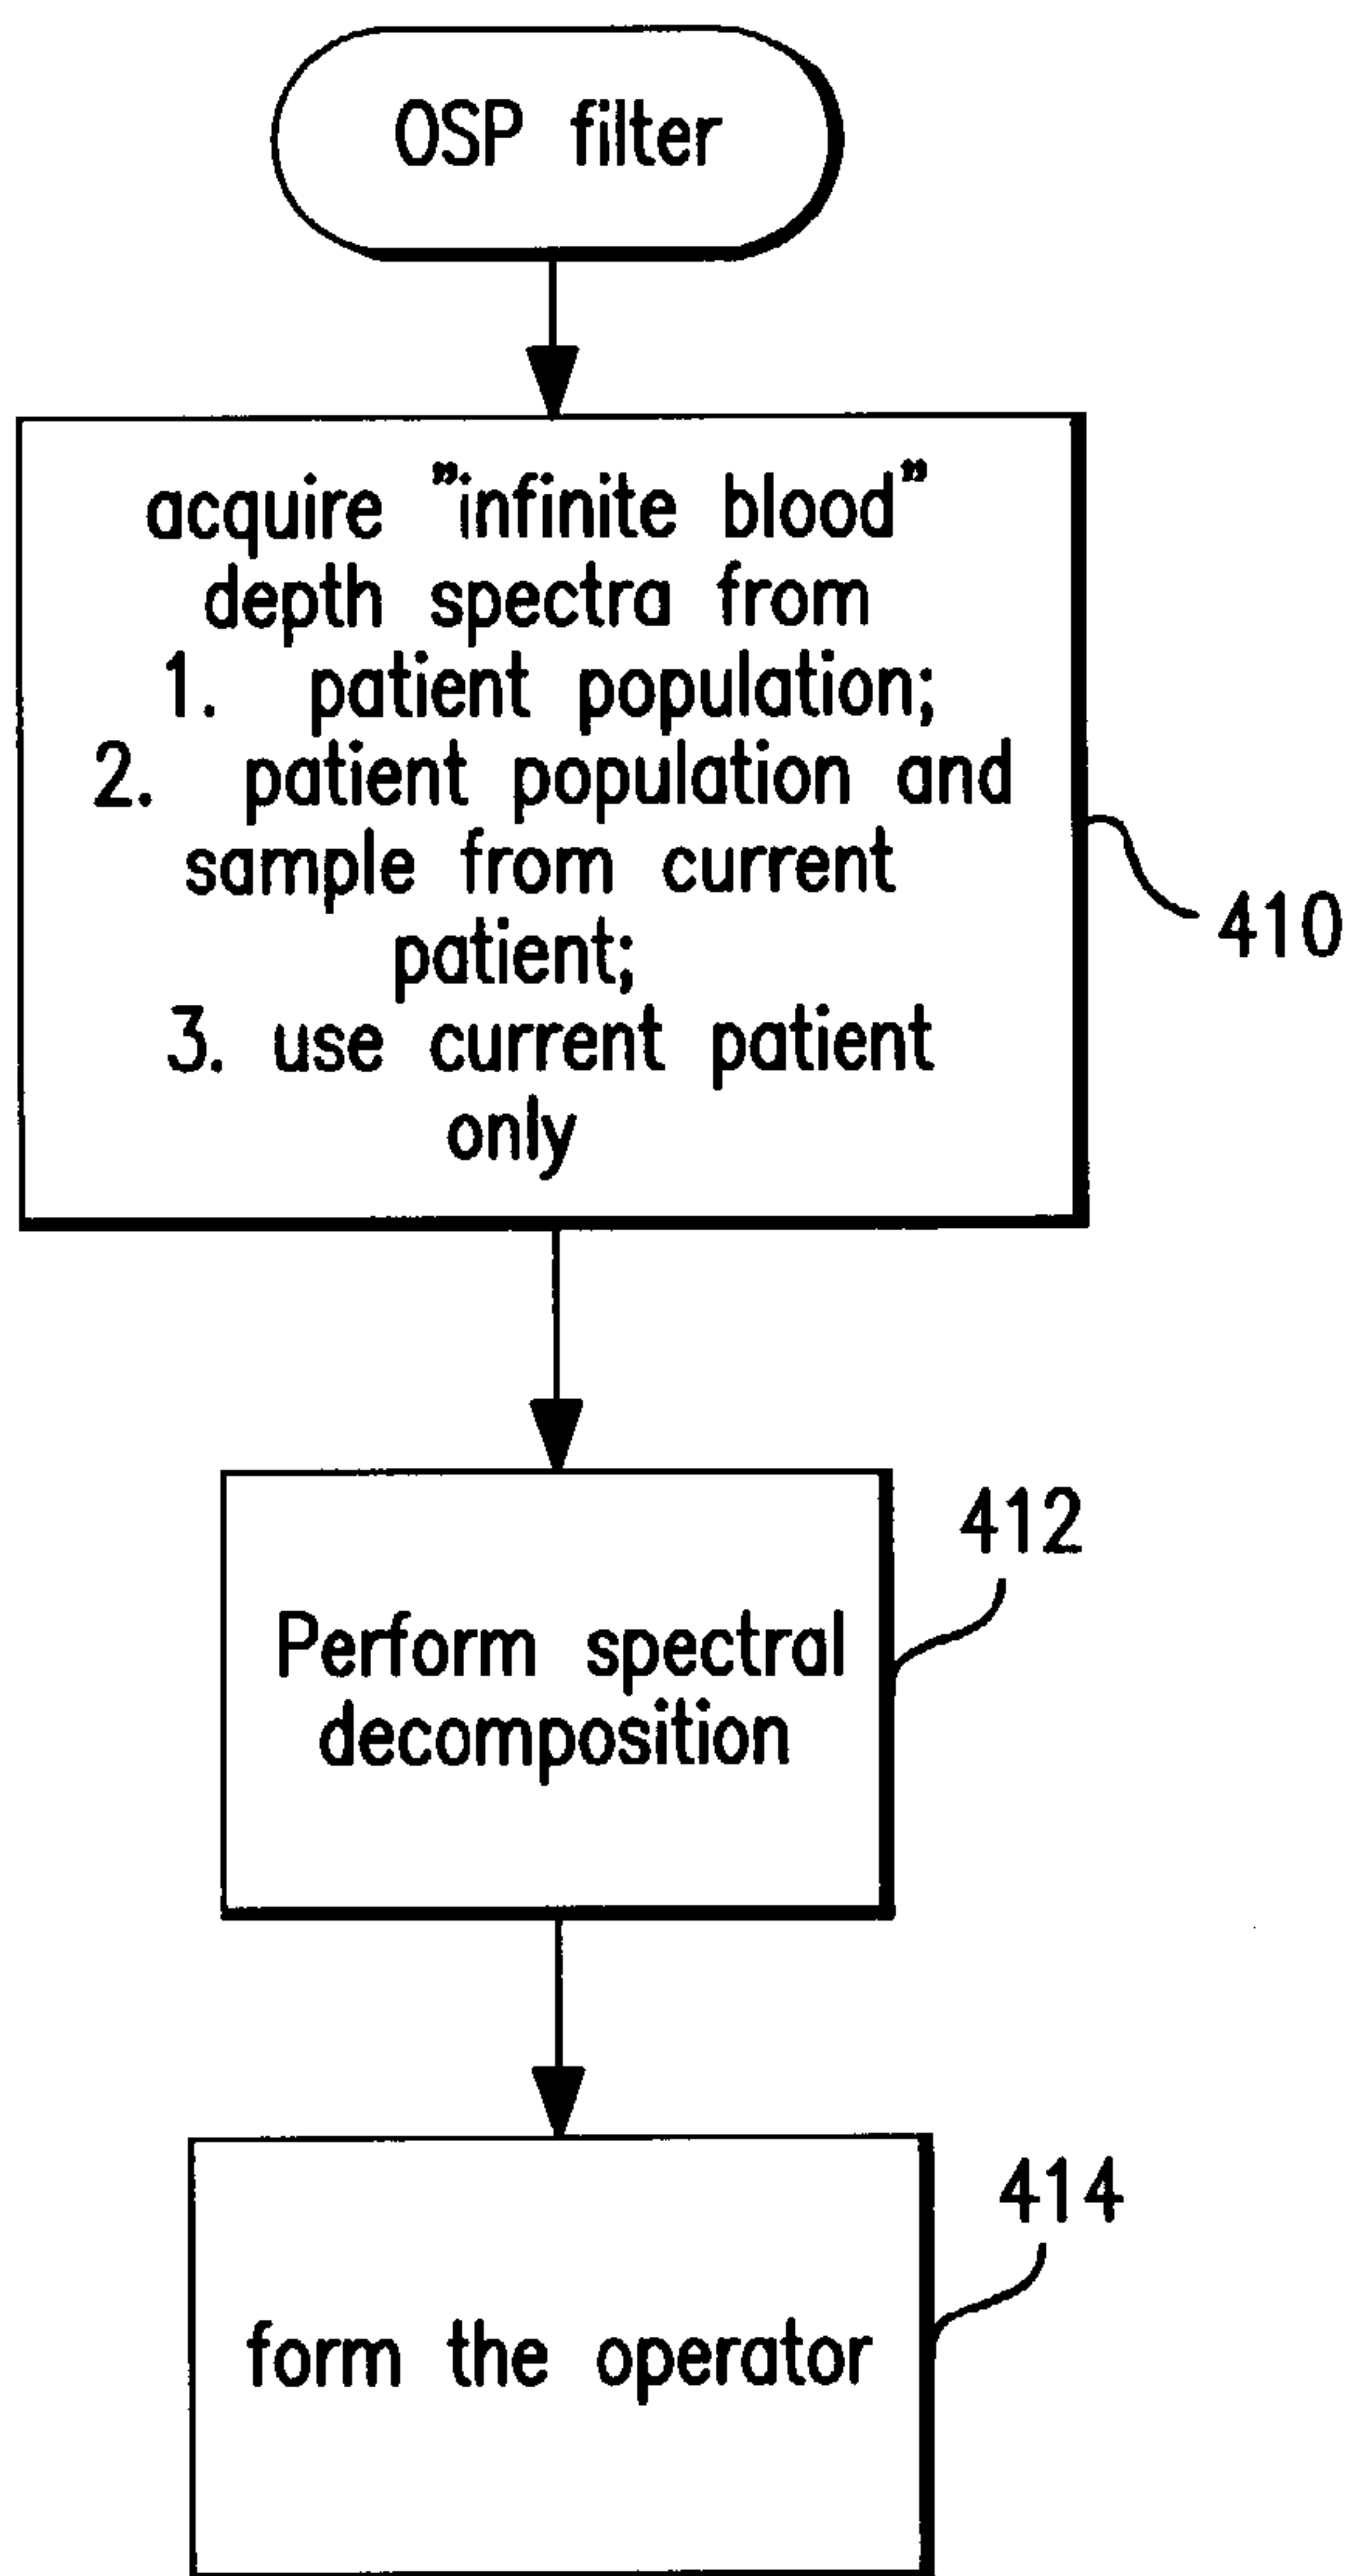 OSP filter
acquire "infinite blood"
depth spectra from
1. patient population;
2. patient population and
sample from current
patient;
3. use current patient
only
410
412
Perform spectral
decomposition
414
form the operator